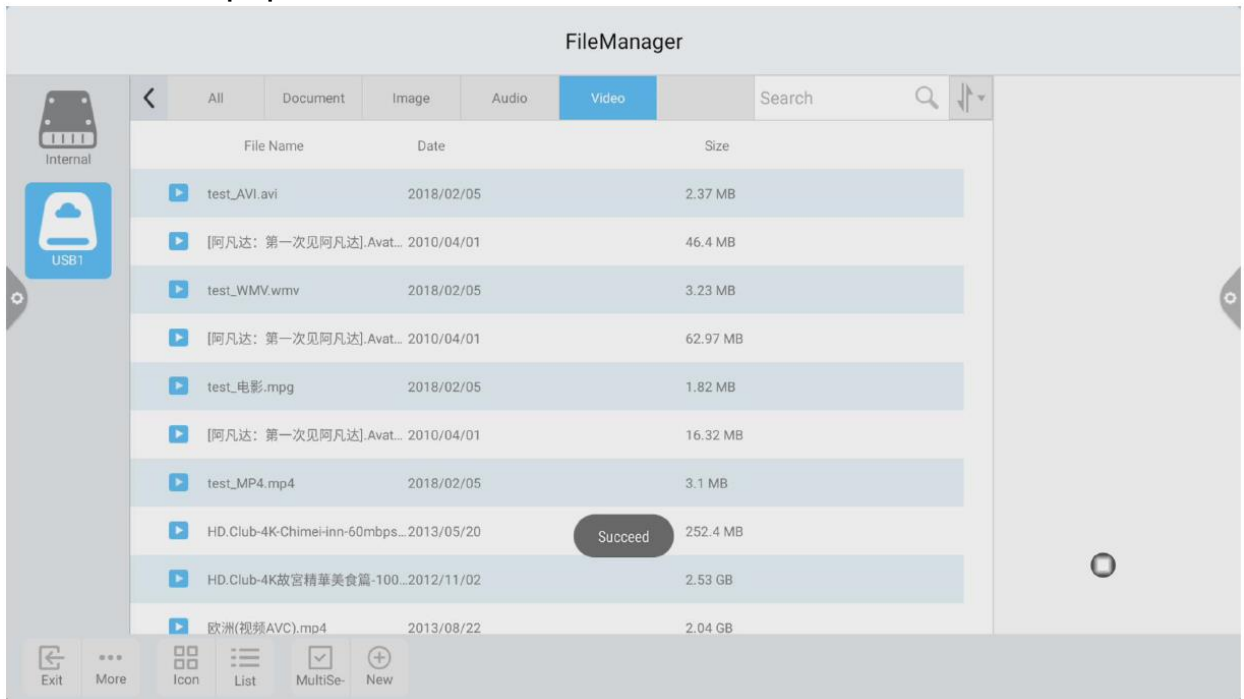 FileManager
All Document Image Audio Video Search
Internal
File Name Date Size
test_AVI.avi 2018/02/05 2.37 MB
USB1
[阿凡达：第一次见阿凡达].Avat... 2010/04/01 46.4 MB
test_WMV.wmv 2018/02/05 3.23 MB
[阿凡达：第一次见阿凡达].Avat... 2010/04/01 62.97 MB
test_电影.mpg 2018/02/05 1.82 MB
[阿凡达：第一次见阿凡达].Avat... 2010/04/01 16.32 MB
test_MP4.mp4 2018/02/05 3.1 MB
HD.Club-4K-Chimei-inn-60mbps... 2013/05/20 252.4 MB
Succeed
HD.Club-4K故宮精華美食篇-100... 2012/11/02 2.53 GB
欧洲(视频AVC).mp4 2013/08/22 2.04 GB
Exit More Icon List MultiSe- New